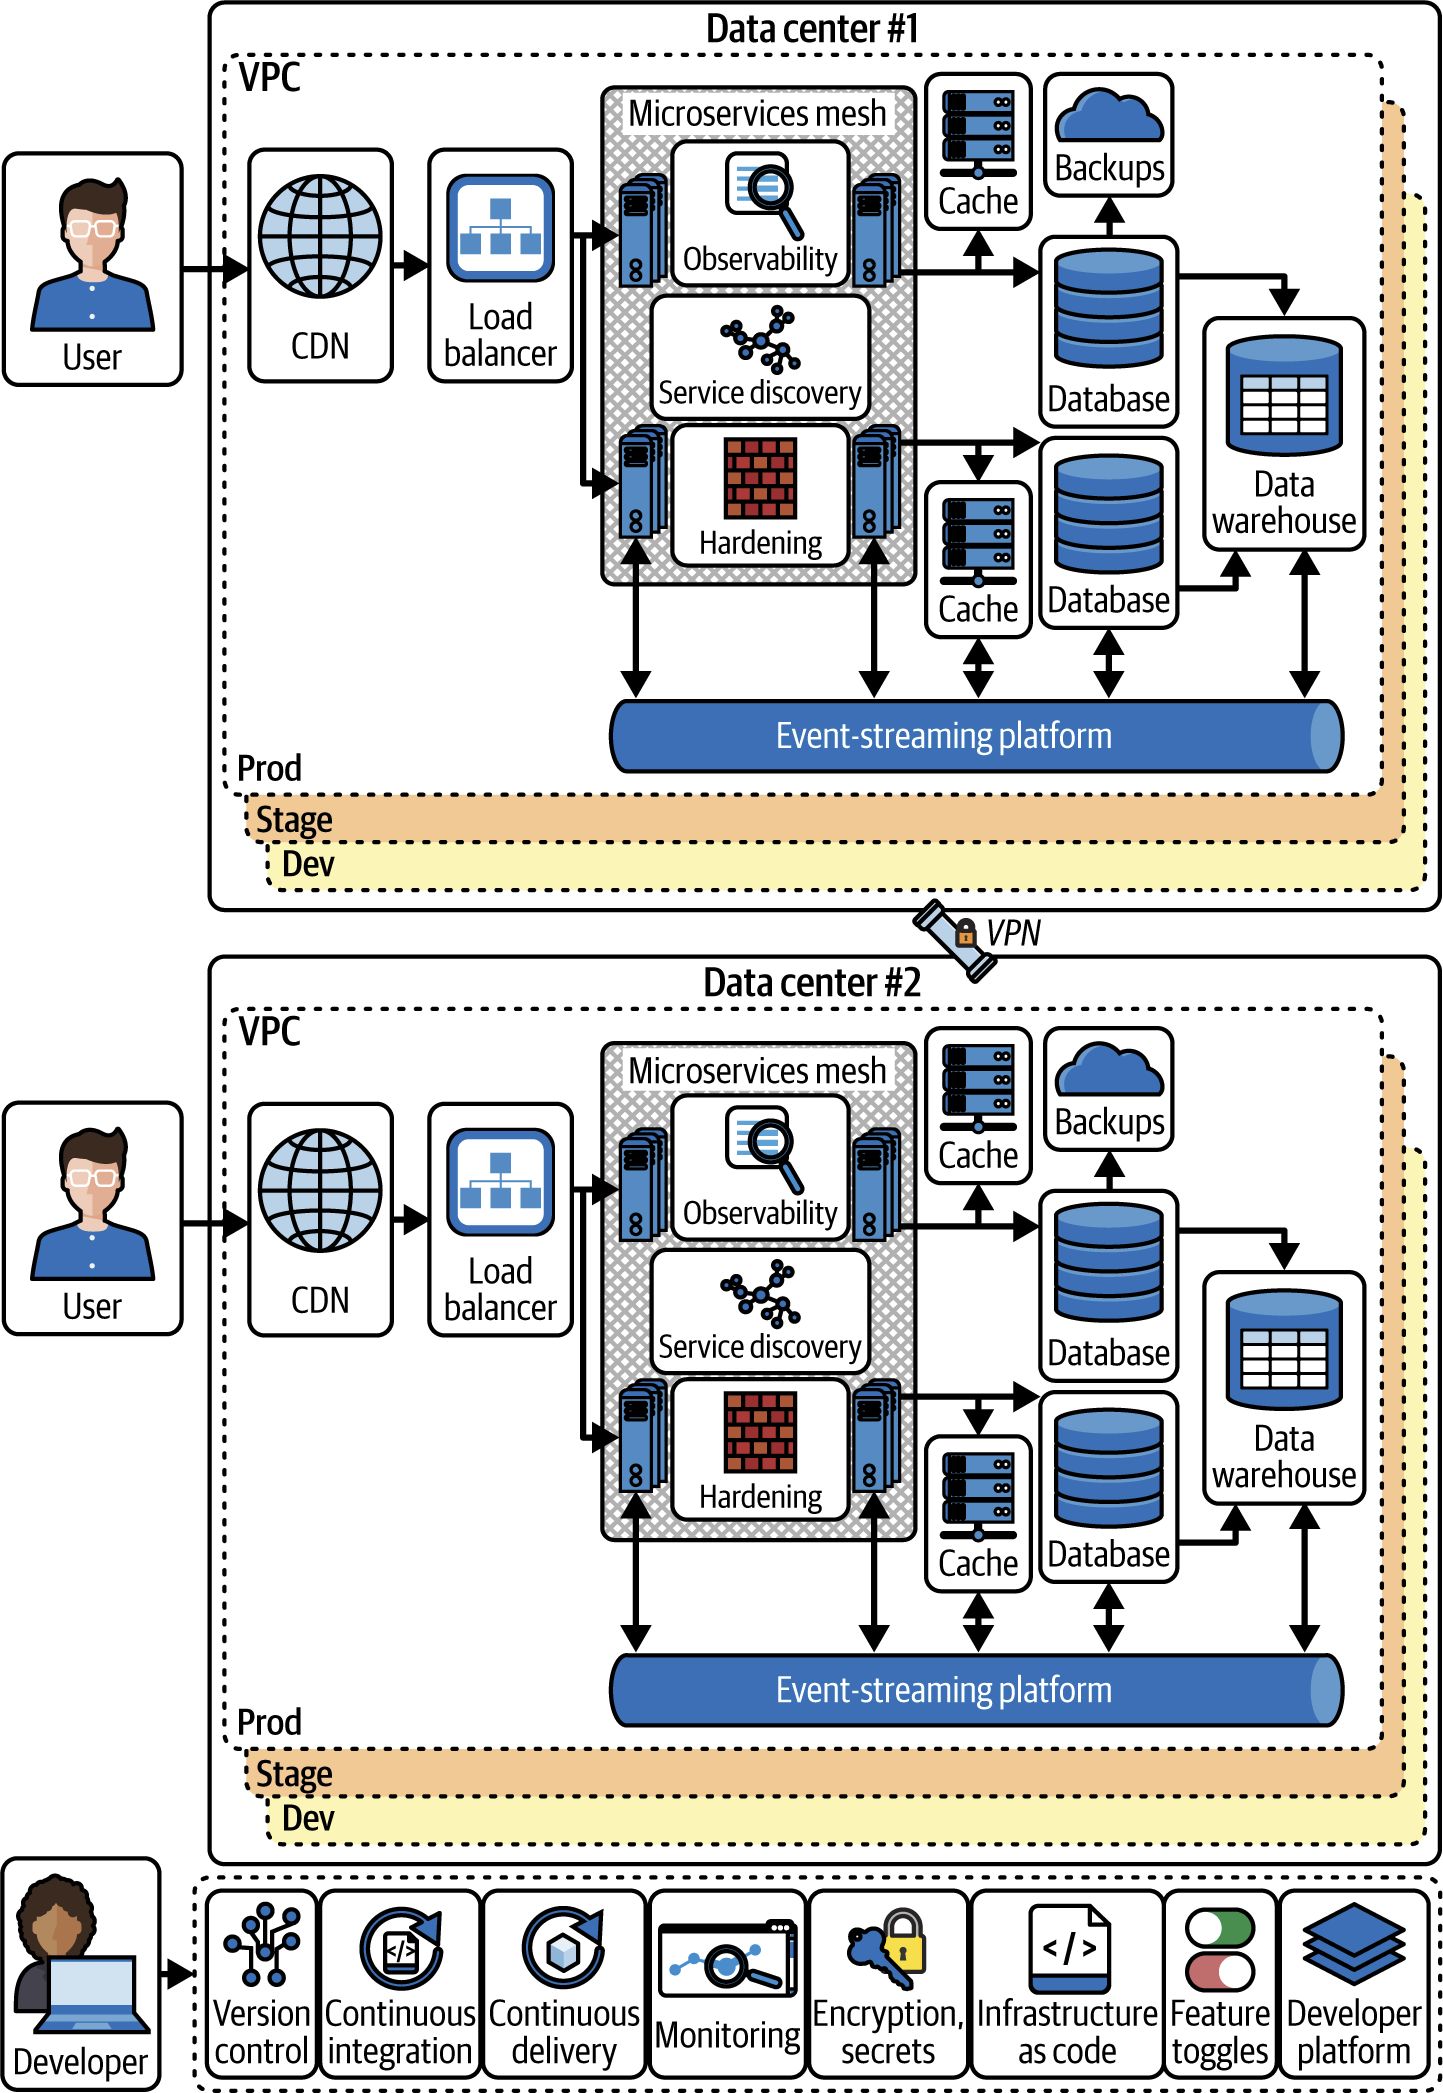 Data center #1
VPC
Microservices mesh
Cache
Backups
User
CDN
Load
balancer
Observability
Service discovery
Hardening
Database
Data
warehouse
Cache
Database
Event-streaming platform
Prod
Stage
Dev
VPN
Data center #2
VPC
Microservices mesh
Cache
Backups
User
CDN
Load
balancer
Observability
Service discovery
Hardening
Database
Data
warehouse
Cache
Database
Event-streaming platform
Prod
Stage
Dev
Developer
Version
control
Continuous
integration
Continuous
delivery
Monitoring
Encryption,
secrets
</>
Infrastructure
as code
Feature
toggles
Developer
platform